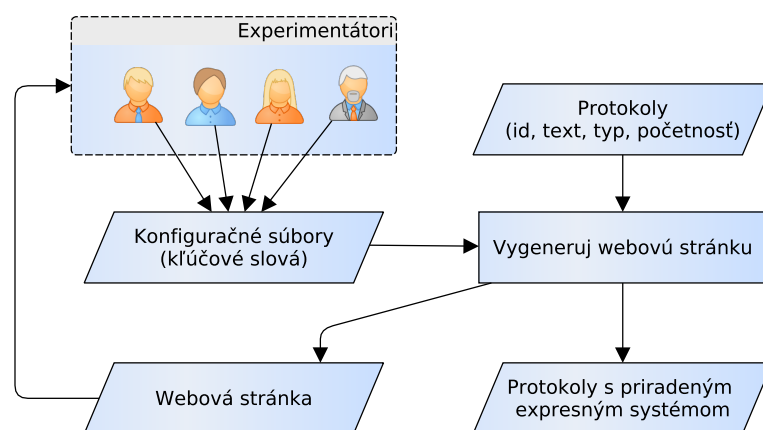 Experimentátori
Protokoly
(id, text, typ, početnosť)
Konfiguračné súbory
(kľúčové slová)
Vygeneruj webovú stránku
Webová stránka
Protokoly s priradeným
expresným systémom